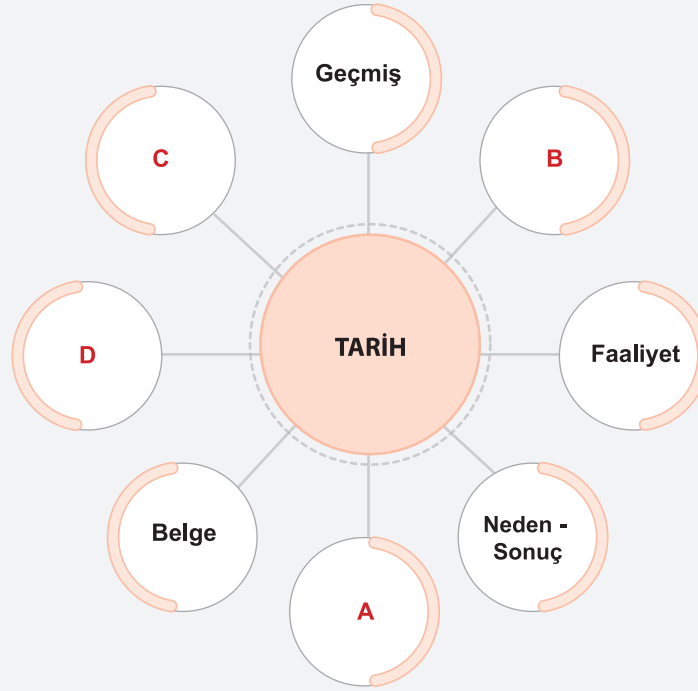 Geçmiş
C
B
TARİH
D
Faaliyet
Belge
Neden -
Sonuç
A